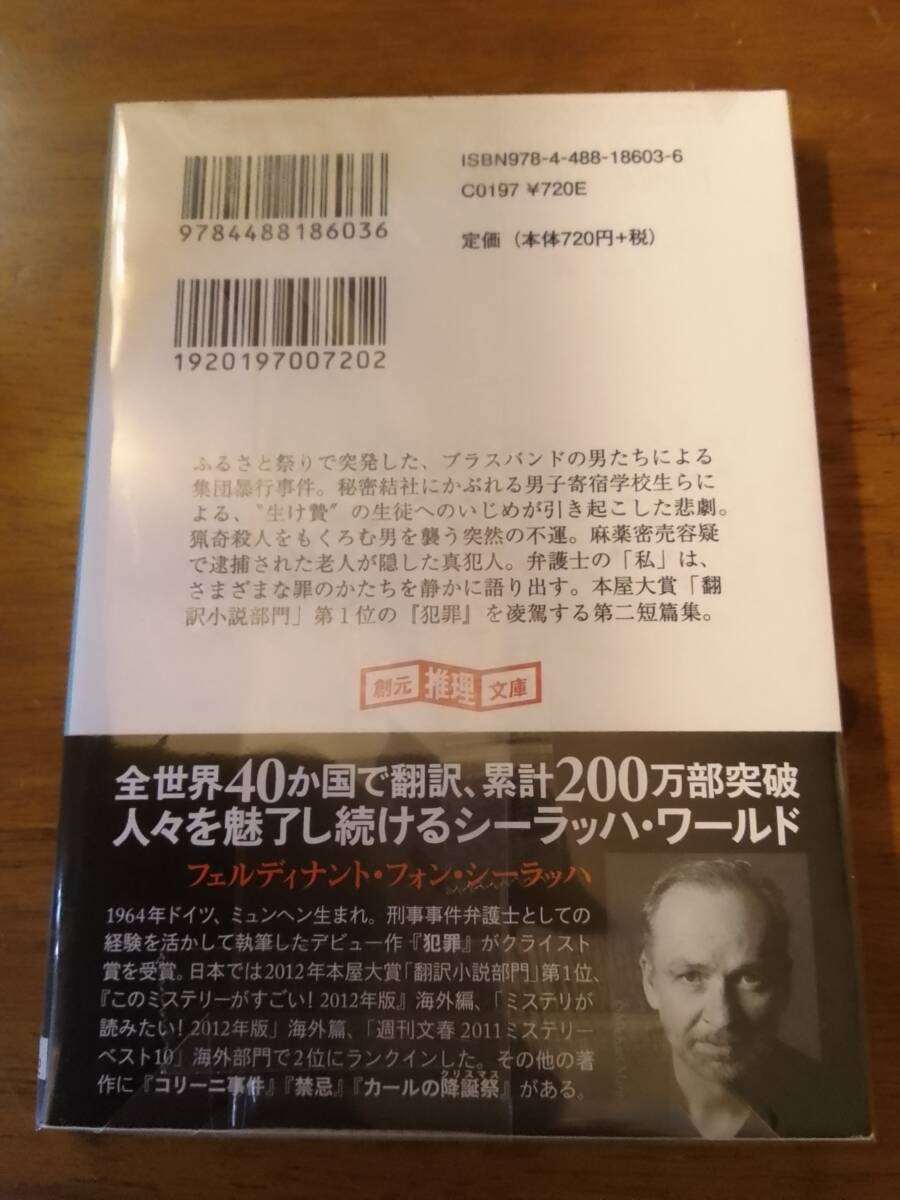 ISBN978-4-488-18603-6
C0197 ¥720E
定価（本体720円+税）
9784488186036
1920197007202
ふるさと祭りで突発した、ブラスバンドの男たちによる
集団暴行事件。秘密結社にかぶれる男子寄宿学校生らに
よる、〝生け贄〟の生徒へのいじめが引き起こした悲劇。
猟奇殺人をもくろむ男を襲う突然の不運。麻薬密売容疑
で逮捕された老人が隠した真犯人。弁護士の「私」は、
さまざまな罪のかたちを静かに語り出す。本屋大賞「翻
訳小説部門」第1位の『犯罪』を凌駕する第二短篇集。
創元推理文庫
全世界40か国で翻訳、累計200万部突破
人々を魅了し続けるシーラッハ・ワールド
フェルディナント・フォン・シーラッハ
1964年ドイツ、ミュンヘン生まれ。刑事事件弁護士としての
経験を活かして執筆したデビュー作『犯罪』がクライスト
賞を受賞。日本では2012年本屋大賞「翻訳小説部門」第1位、
『このミステリーがすごい! 2012年版』海外編、「ミステリが
読みたい! 2012年版」海外篇、「週刊文春 2011ミステリー
ベスト10」海外部門で2位にランクインした。その他の著
クリスマス
作に『コリーニ事件』『禁忌』『カールの降誕祭』がある。